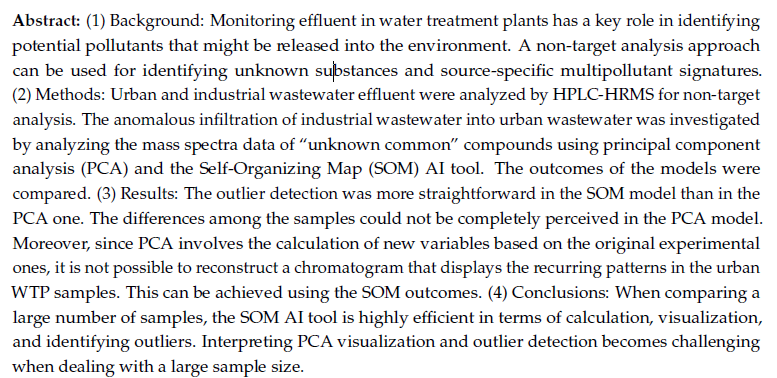 Abstract: (1) Background: Monitoring effluent in water treatment plants has a key role in identifying
potential pollutants that might be released into the environment. A non-target analysis approach
can be used for identifying unknown substances and source-specific multipollutant signatures.
(2) Methods: Urban and industrial wastewater effluent were analyzed by HPLC-HRMS for non-target
analysis. The anomalous infiltration of industrial wastewater into urban wastewater was investigated
by analyzing the mass spectra data of “unknown common” compounds using principal component
analysis (PCA) and the Self-Organizing Map (SOM) AI tool. The outcomes of the models were
compared. (3) Results: The outlier detection was more straightforward in the SOM model than in the
PCA one. The differences among the samples could not be completely perceived in the PCA model.
Moreover, since PCA involves the calculation of new variables based on the original experimental
ones, it is not possible to reconstruct a chromatogram that displays the recurring patterns in the urban
WTP samples. This can be achieved using the SOM outcomes. (4) Conclusions: When comparing a
large number of samples, the SOM AI tool is highly efficient in terms of calculation, visualization,
and identifying outliers. Interpreting PCA visualization and outlier detection becomes challenging
when dealing with a large sample size.